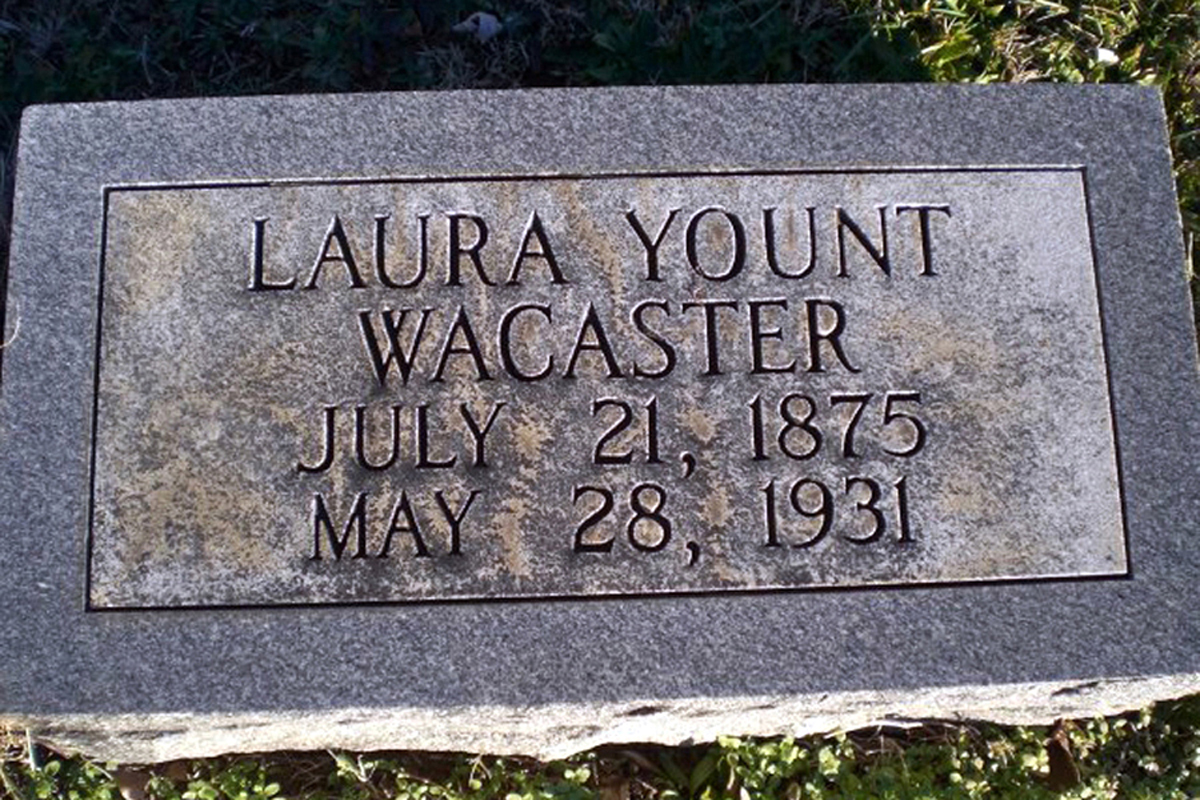 LAURA YOUNT
WACASTER
JULY 21, 1875
MAY 28, 1931